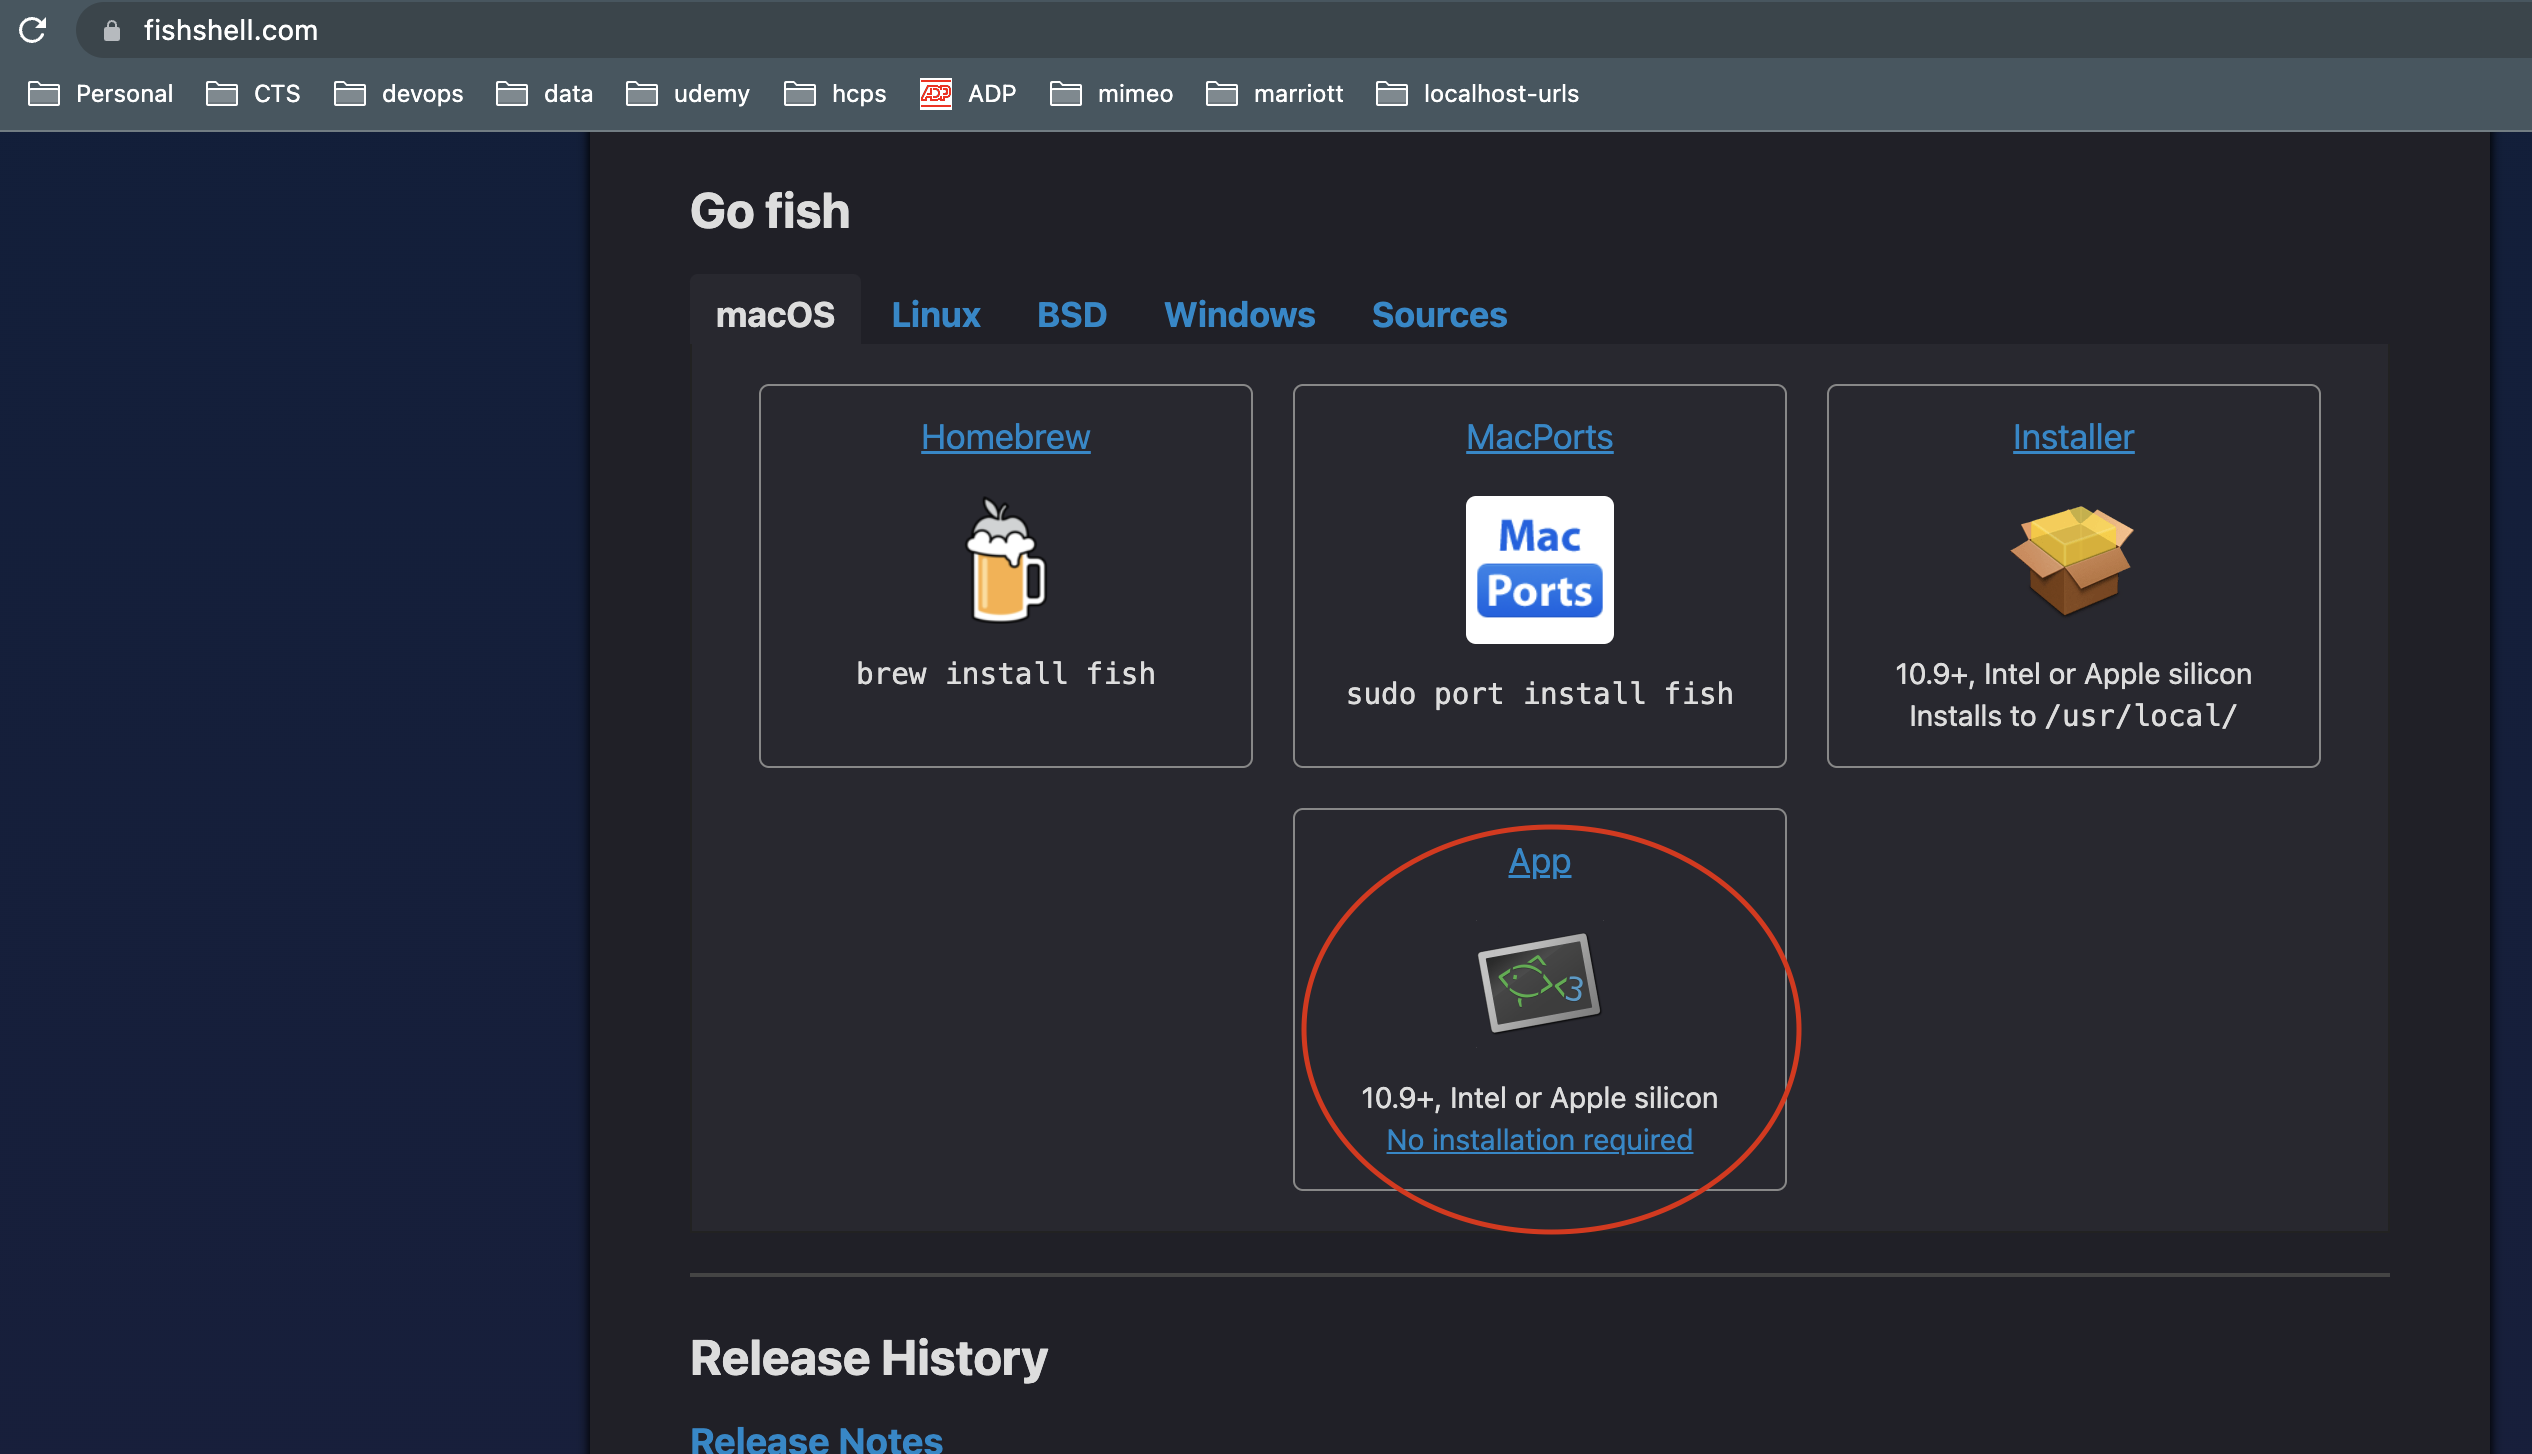 fishshell.com
Personal CTS devops data udemy hcps ADP ADP mimeo marriott localhost-urls
Go fish
macOS Linux BSD Windows Sources
Homebrew
brew install fish
MacPorts
Mac
Ports
sudo port install fish
Installer
10.9+, Intel or Apple silicon
Installs to /usr/local/
App
3
10.9+, Intel or Apple silicon
No installation required
Release History
Release Notes